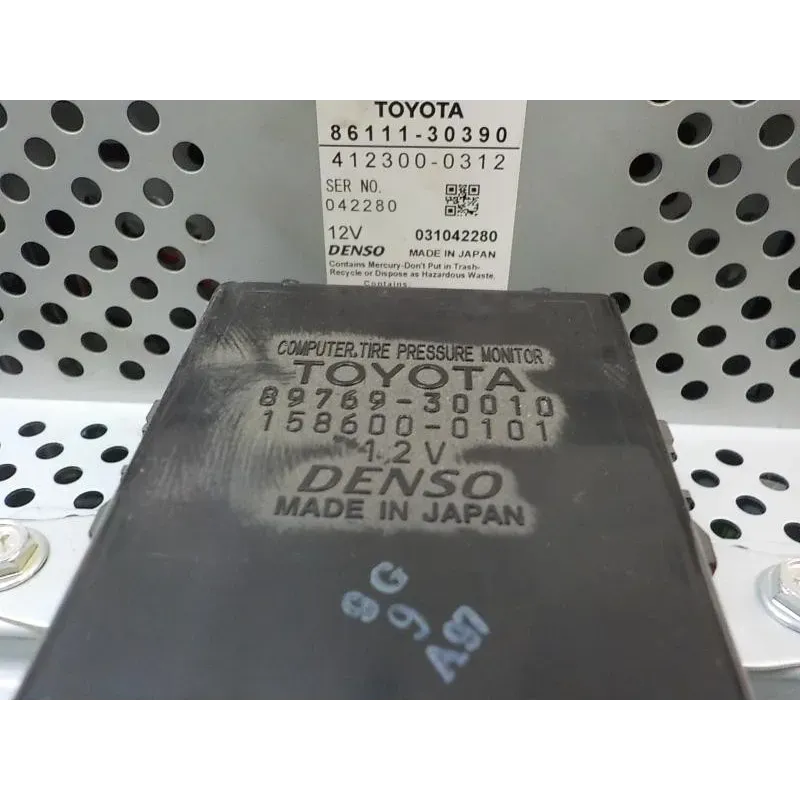 TOYOTA
86111-30390
412300-0312
SER NO.
042280
12V 031042280
DENSO MADE IN JAPAN
Contains Mercury-Don't Put in Trash-
Recycle or Dispose as Hazardous Waste.
Contains
COMPUTER,TIRE PRESSURE MONITOR
TOYOTA
89769-30010
158600-0101
12V
DENSO
MADE IN JAPAN
9G
9
A97